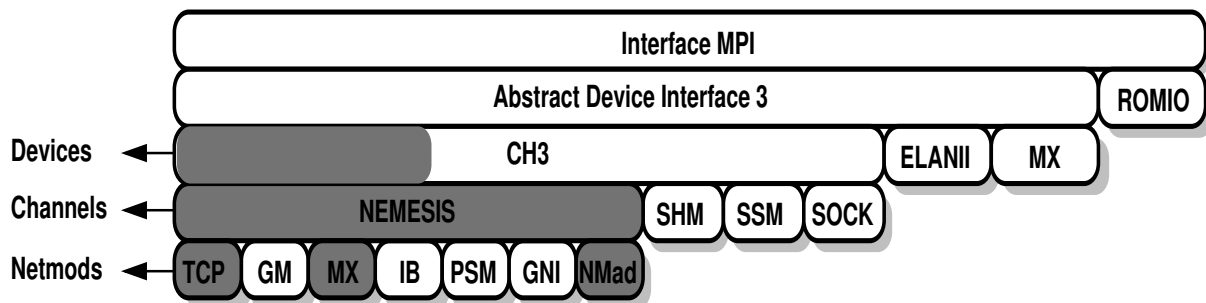 Interface MPI
Abstract Device Interface 3 ROMIO
Devices CH3 ELANII MX
Channels NEMESIS SHM SSM SOCK
Netmods TCP GM MX IB PSM GNI NMad